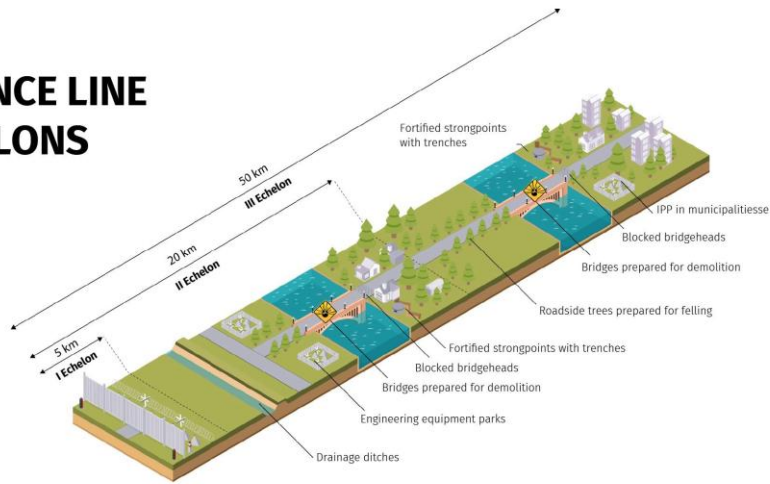 NCE LINE
LONS
50 km
III Echelon
20 km
II Echelon
5 km
I Echelon
Fortified strongpoints
with trenches
IPP in municipalitiesse
Blocked bridgeheads
Bridges prepared for demolition
Roadside trees prepared for felling
Fortified strongpoints with trenches
Blocked bridgeheads
Bridges prepared for demolition
Engineering equipment parks
Drainage ditches